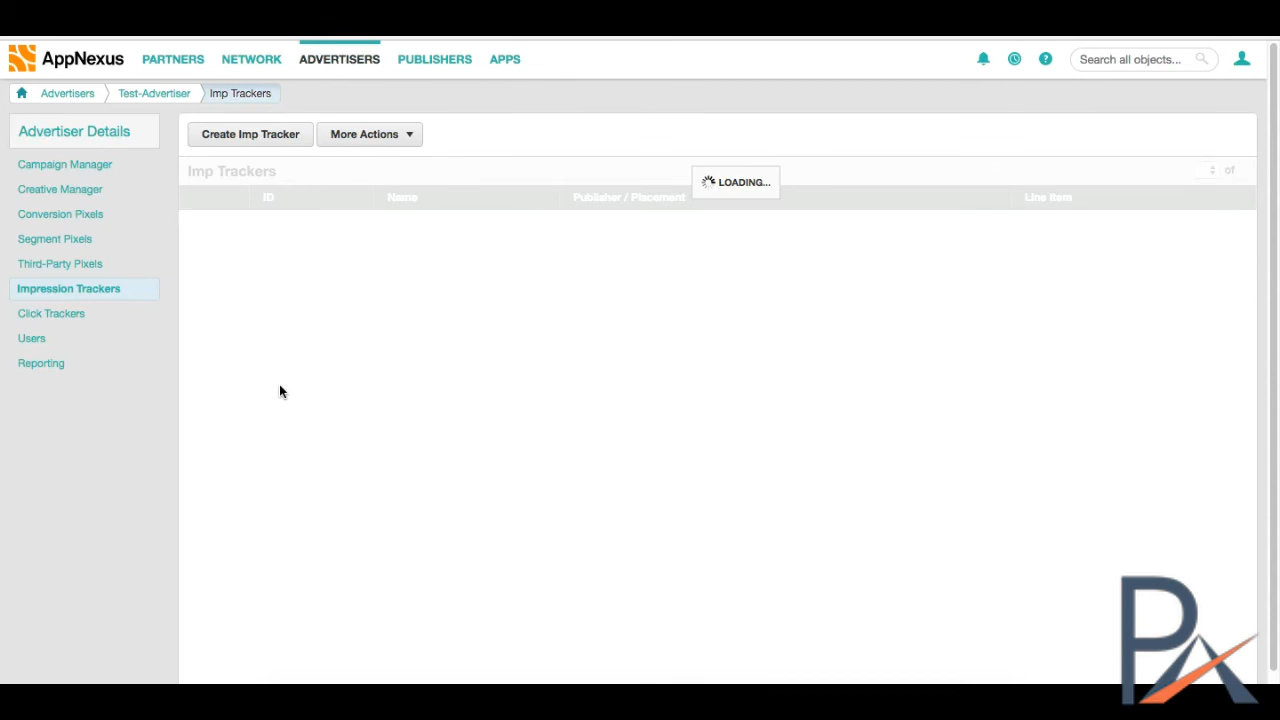 AppNexus PARTNERS NETWORK ADVERTISERS PUBLISHERS APPS Search all objects...
Advertisers Test-Advertiser Imp Trackers
Advertiser Details
Campaign Manager
Creative Manager
Conversion Pixels
Segment Pixels
Third-Party Pixels
Impression Trackers
Click Trackers
Users
Reporting
Create Imp Tracker More Actions
Imp Trackers of
LOADING...
ID Name Publisher / Placement Line Item
PA